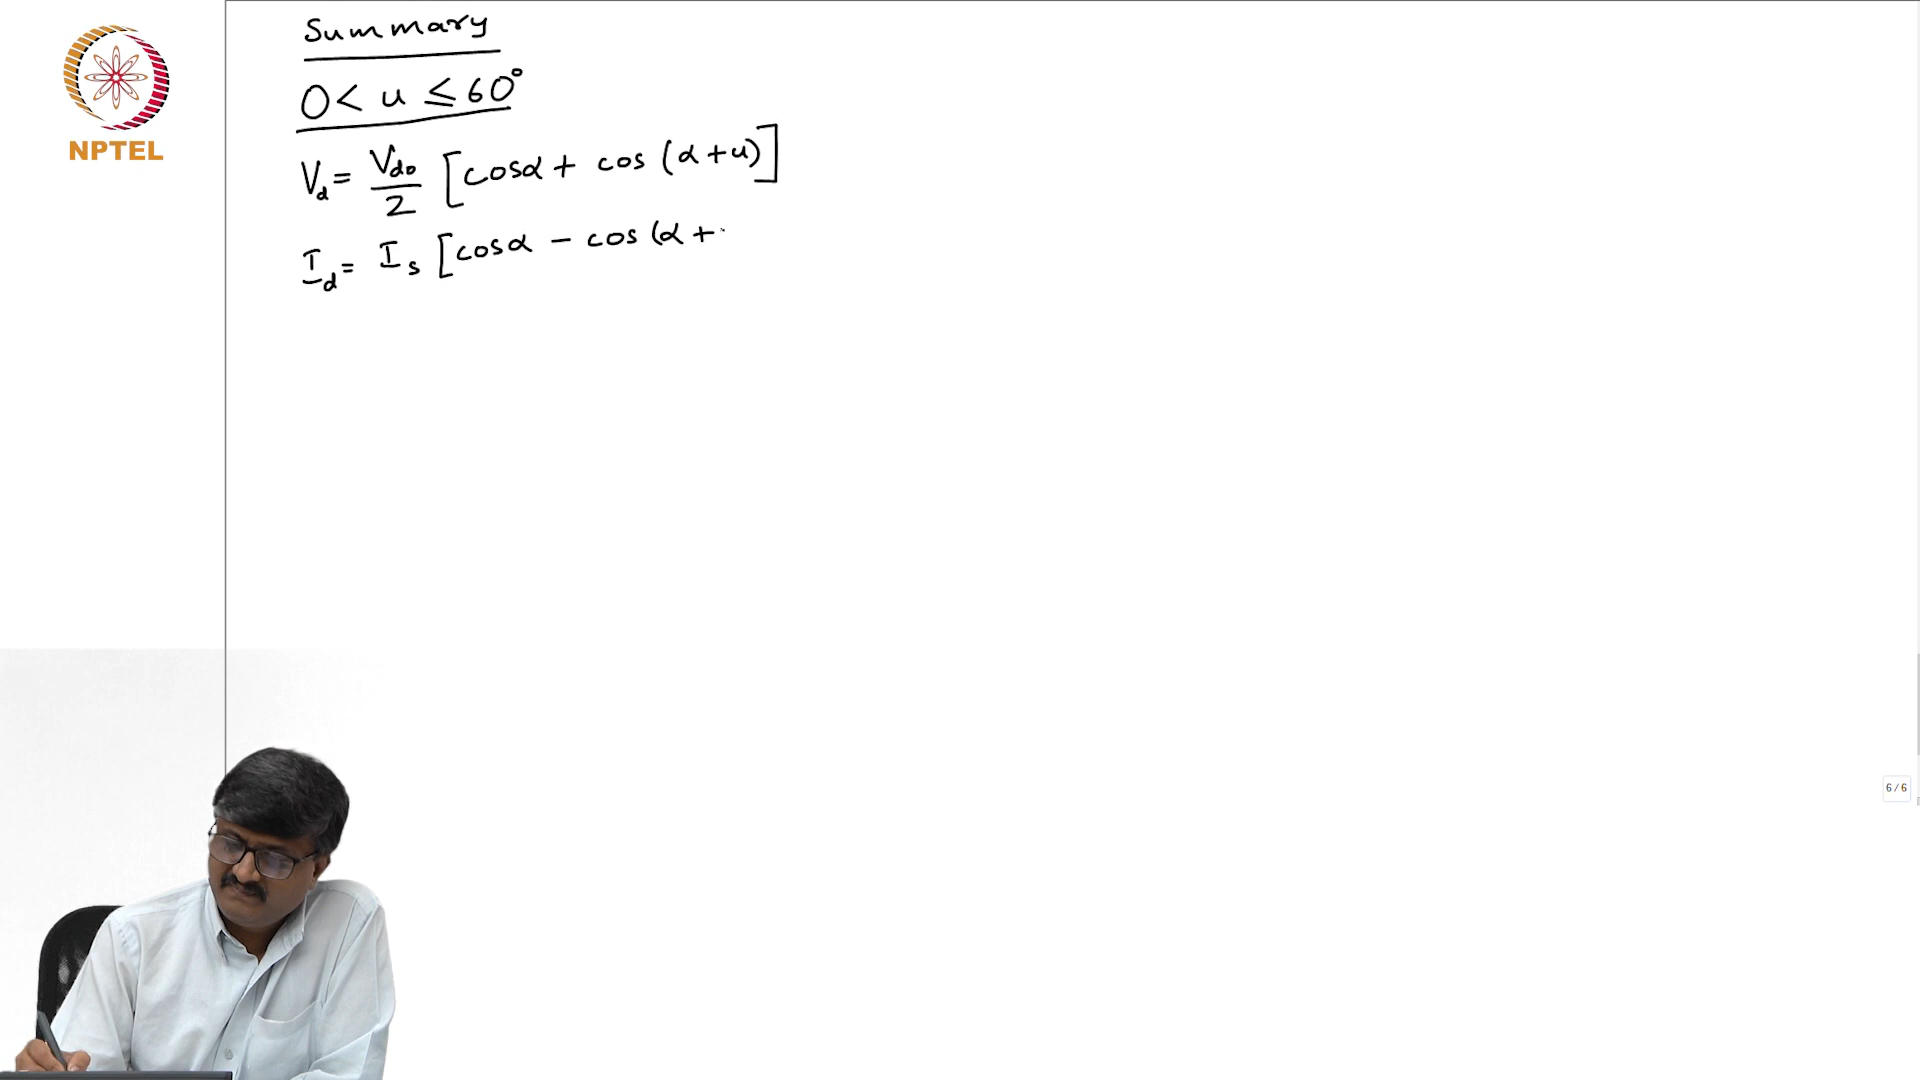 NPTEL
Summary
0 < u ≤ 60°
V_d = V_do/2 [cosα + cos (α+u)]
I_d = I_s [cosα - cos (α +
6/6